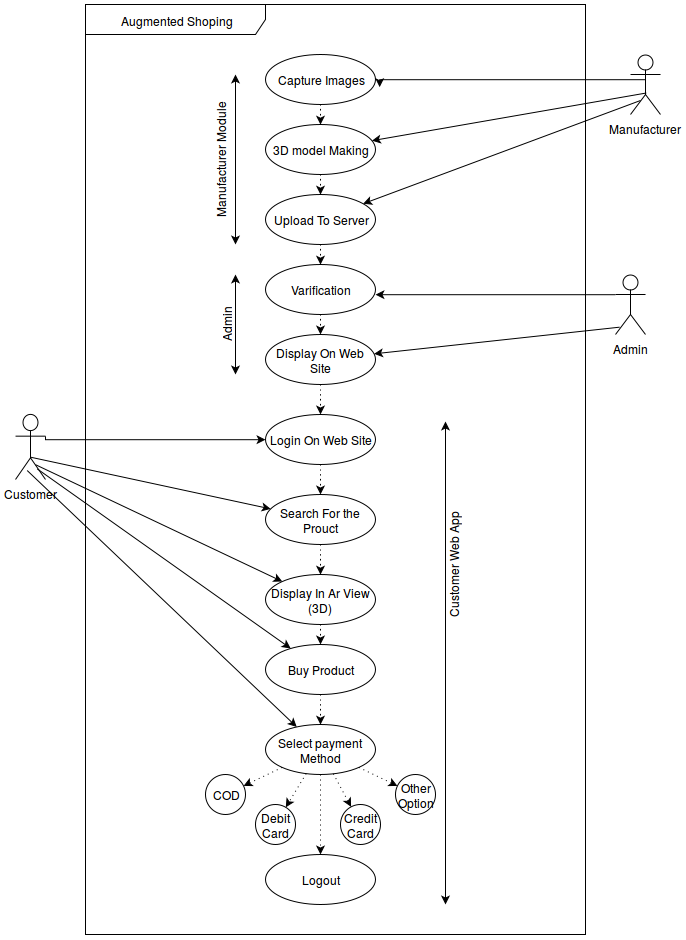 Augmented Shoping
Capture Images
Manufacturer
Manufacturer Module
3D model Making
Upload To Server
Varification
Admin
Admin
Display On Web
Site
Login On Web Site
Customer
Search For the
Prouct
Customer Web App
Display In Ar View
(3D)
Buy Product
Select payment
Method
COD
Debit
Card
Credit
Card
Other
Option
Logout